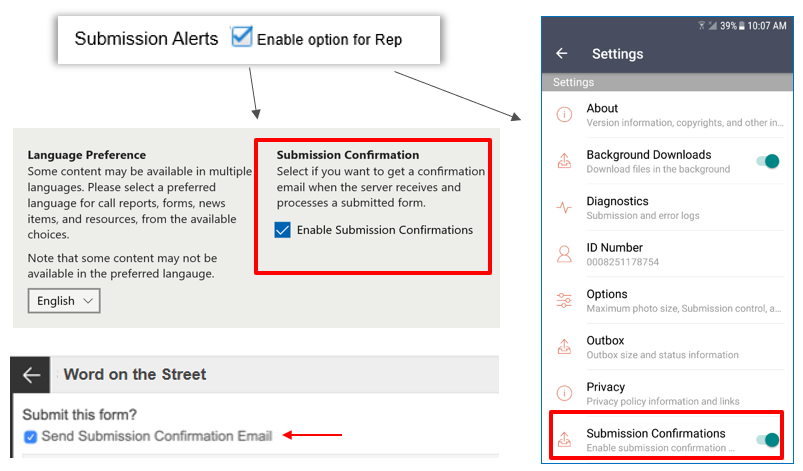 Submission Alerts Enable option for Rep
Language Preference
Some content may be available in multiple
languages. Please select a preferred
language for call reports, forms, news
items, and resources, from the available
choices.
Note that some content may not be
available in the preferred langauge.
English
Submission Confirmation
Select if you want to get a confirmation
email when the server receives and
processes a submitted form.
Enable Submission Confirmations
Word on the Street
Submit this form?
Send Submission Confirmation Email
39% 10:07 AM
Settings
Settings
About
Version information, copyrights, and other in...
Background Downloads
Download files in the background
Diagnostics
Submission and error logs
ID Number
0008251178754
Options
Maximum photo size, Submission control, a...
Outbox
Outbox size and status information
Privacy
Privacy policy information and links
Submission Confirmations
Enable submission confirmation ...